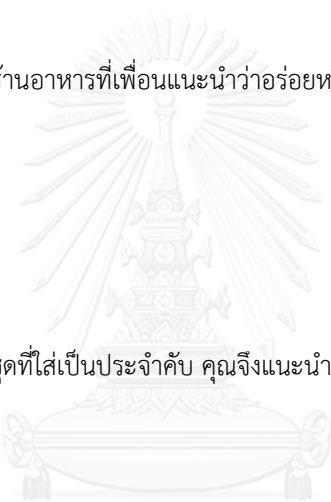 ร้านอาหารที่เพื่อนแนะนำว่าอร่อยห
ชุดที่ใส่เป็นประจำคับ คุณจึงแนะนำ